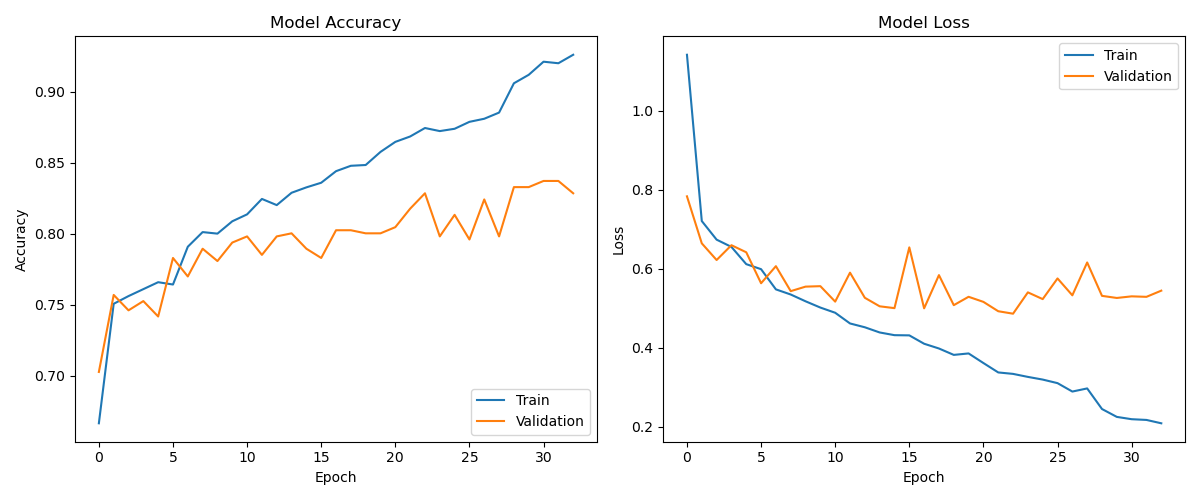 Model Accuracy
Accuracy
0.90
0.85
0.80
0.75
0.70
0 5 10 15 20 25 30
Epoch
Train
Validation
Model Loss
Loss
1.0
0.8
0.6
0.4
0.2
0 5 10 15 20 25 30
Epoch
Train
Validation